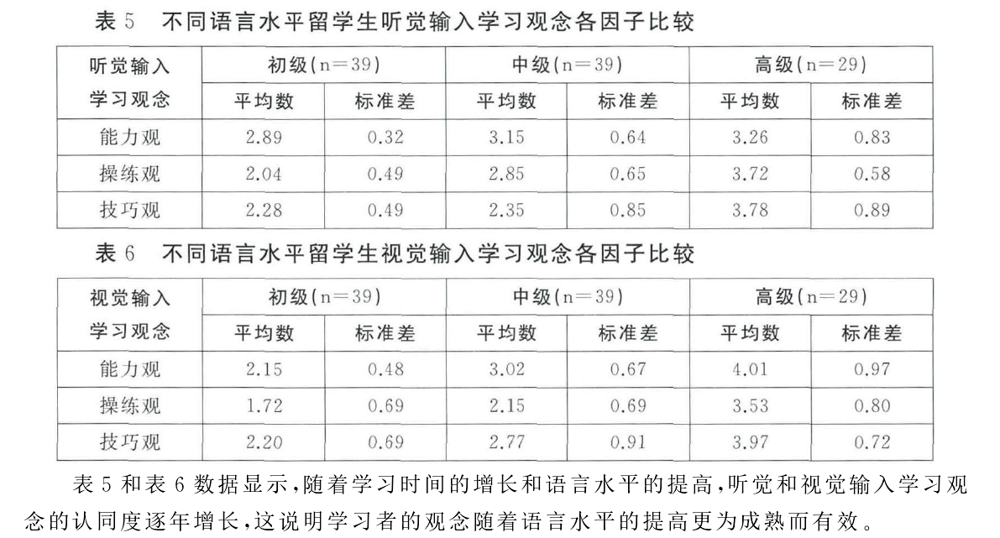 表 5 不同语言水平留学生听觉输入学习观念各因子比较
听觉输入 初级(n=39) 中级(n=39) 高级(n=29)
学习观念 平均数 标准差 平均数 标准差 平均数 标准差
能力观 2.89 0.32 3.15 0.64 3.26 0.83
操练观 2.04 0.49 2.85 0.65 3.72 0.58
技巧观 2.28 0.49 2.35 0.85 3.78 0.89
表 6 不同语言水平留学生视觉输入学习观念各因子比较
视觉输入 初级(n=39) 中级(n=39) 高级(n=29)
学习观念 平均数 标准差 平均数 标准差 平均数 标准差
能力观 2.15 0.48 3.02 0.67 4.01 0.97
操练观 1.72 0.69 2.15 0.69 3.53 0.80
技巧观 2.20 0.69 2.77 0.91 3.97 0.72
表 5 和表 6 数据显示,随着学习时间的增长和语言水平的提高,听觉和视觉输入学习观
念的认同度逐年增长,这说明学习者的观念随着语言水平的提高更为成熟而有效。